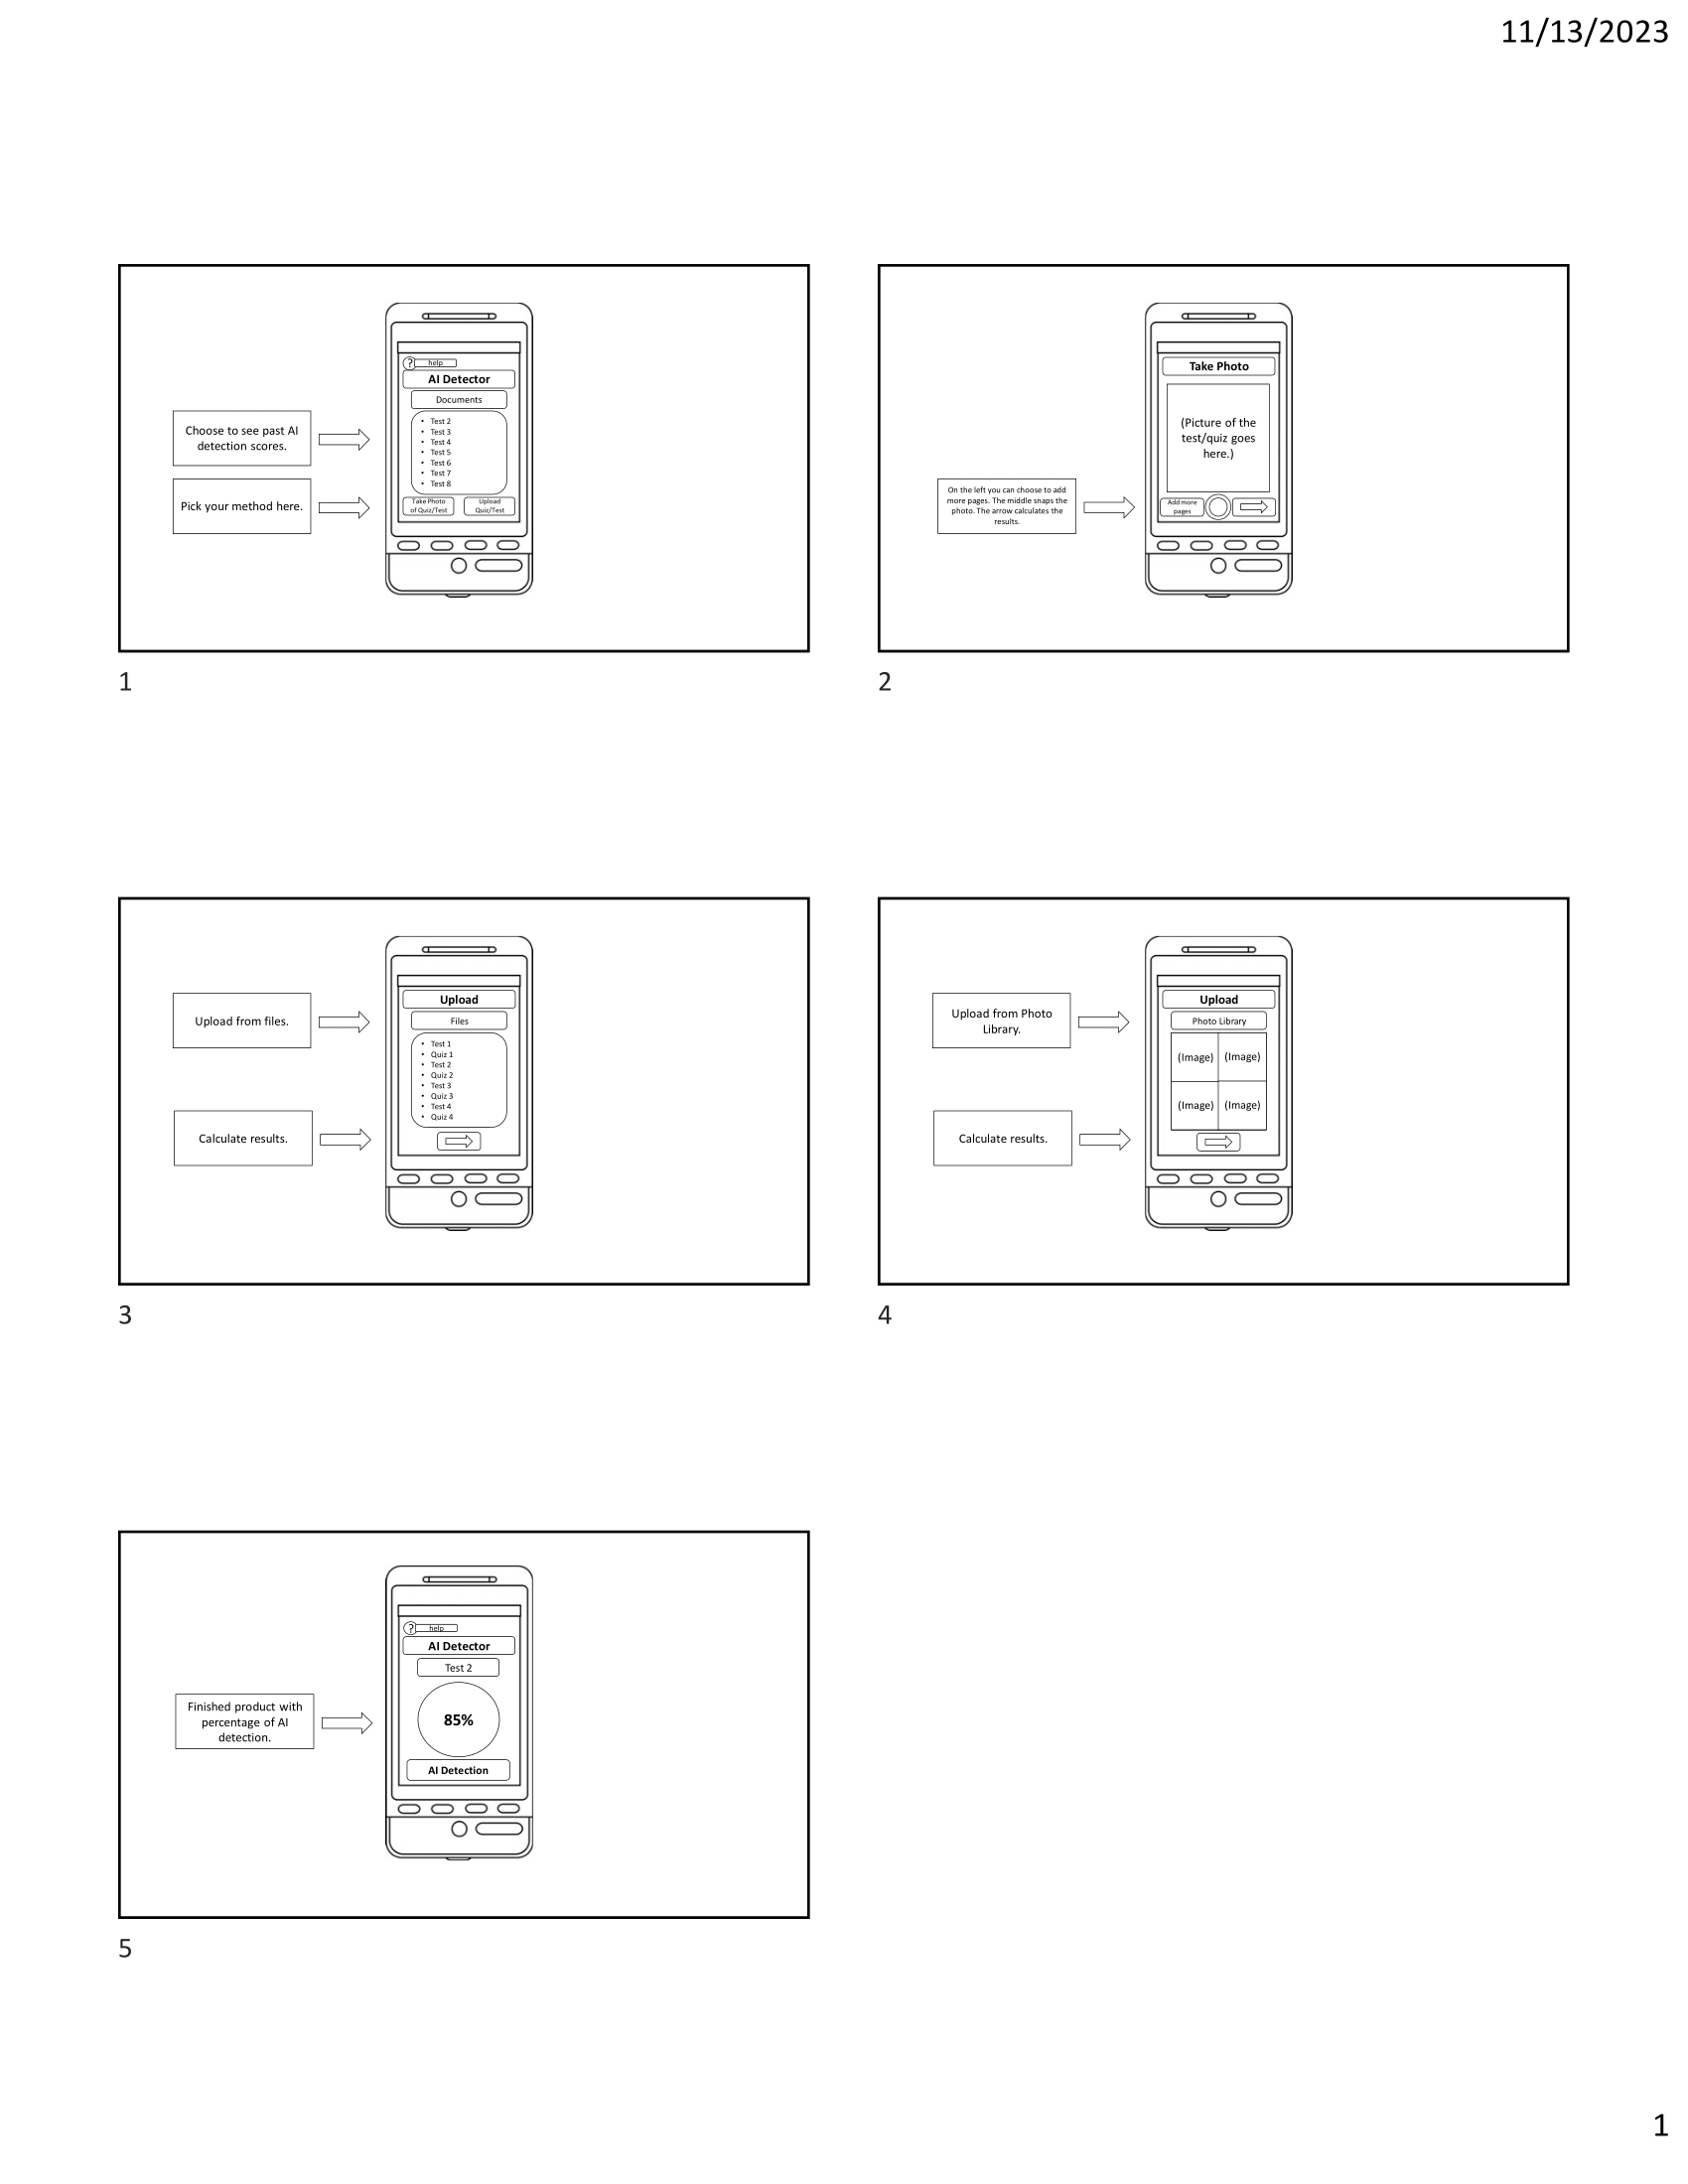 11/13/2023
Choose to see past AI
detection scores.
Pick your method here.
? help
AI Detector
Documents
• Test 2
• Test 3
• Test 4
• Test 5
• Test 6
• Test 7
• Test 8
Take Photo
of Quiz/Test
Upload
Quiz/Test
1
On the left you can choose to add
more pages. The middle snaps the
photo. The arrow calculates the
results.
Take Photo
(Picture of the
test/quiz goes
here.)
Add more
pages
2
Upload from files.
Calculate results.
Upload
Files
• Test 1
• Quiz 1
• Test 2
• Quiz 2
• Test 3
• Quiz 3
• Test 4
• Quiz 4
3
Upload from Photo
Library.
Calculate results.
Upload
Photo Library
(Image) (Image)
(Image) (Image)
4
Finished product with
percentage of AI
detection.
? help
AI Detector
Test 2
85%
AI Detection
5
1